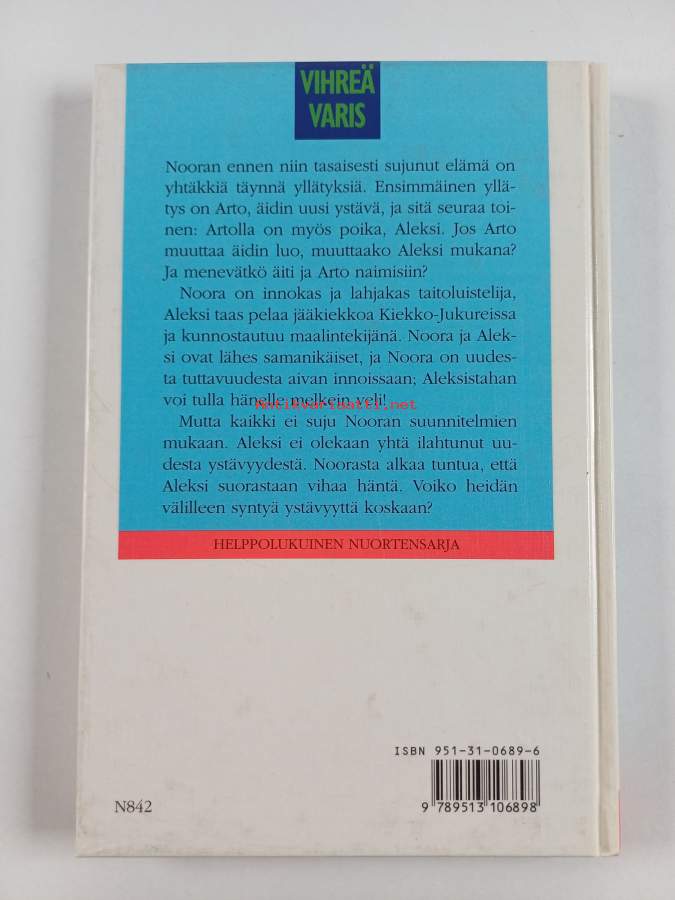 VIHREÄ
VARIS
Nooran ennen niin tasaisesti sujunut elämä on
yhtäkkiä täynnä yllätyksiä. Ensimmäinen yllä-
tys on Arto, äidin uusi ystävä, ja sitä seuraa toi-
nen: Artolla on myös poika, Aleksi. Jos Arto
muuttaa äidin luo, muuttaako Aleksi mukana?
Ja menevätkö äiti ja Arto naimisiin?
Noora on innokas ja lahjakas taitoluistelija,
Aleksi taas pelaa jääkiekkoa Kiekko-Jukureissa
ja kunnostautuu maalintekijänä. Noora ja Alek-
si ovat lähes samanikäiset, ja Noora on uudes-
ta tuttavuudesta aivan innoissaan; Aleksistahan
voi tulla hänelle melkein veli!
Antikvariaatti.net
Mutta kaikki ei suju Nooran suunnitelmien
mukaan. Aleksi ei olekaan yhtä ilahtunut uu-
desta ystävyydestä. Noorasta alkaa tuntua, että
Aleksi suorastaan vihaa häntä. Voiko heidän
välilleen syntyä ystävyyttä koskaan?
HELPPOLUKUINEN NUORTENSARJA
ISBN 951-31-0689-6
9 789513 106898
N842